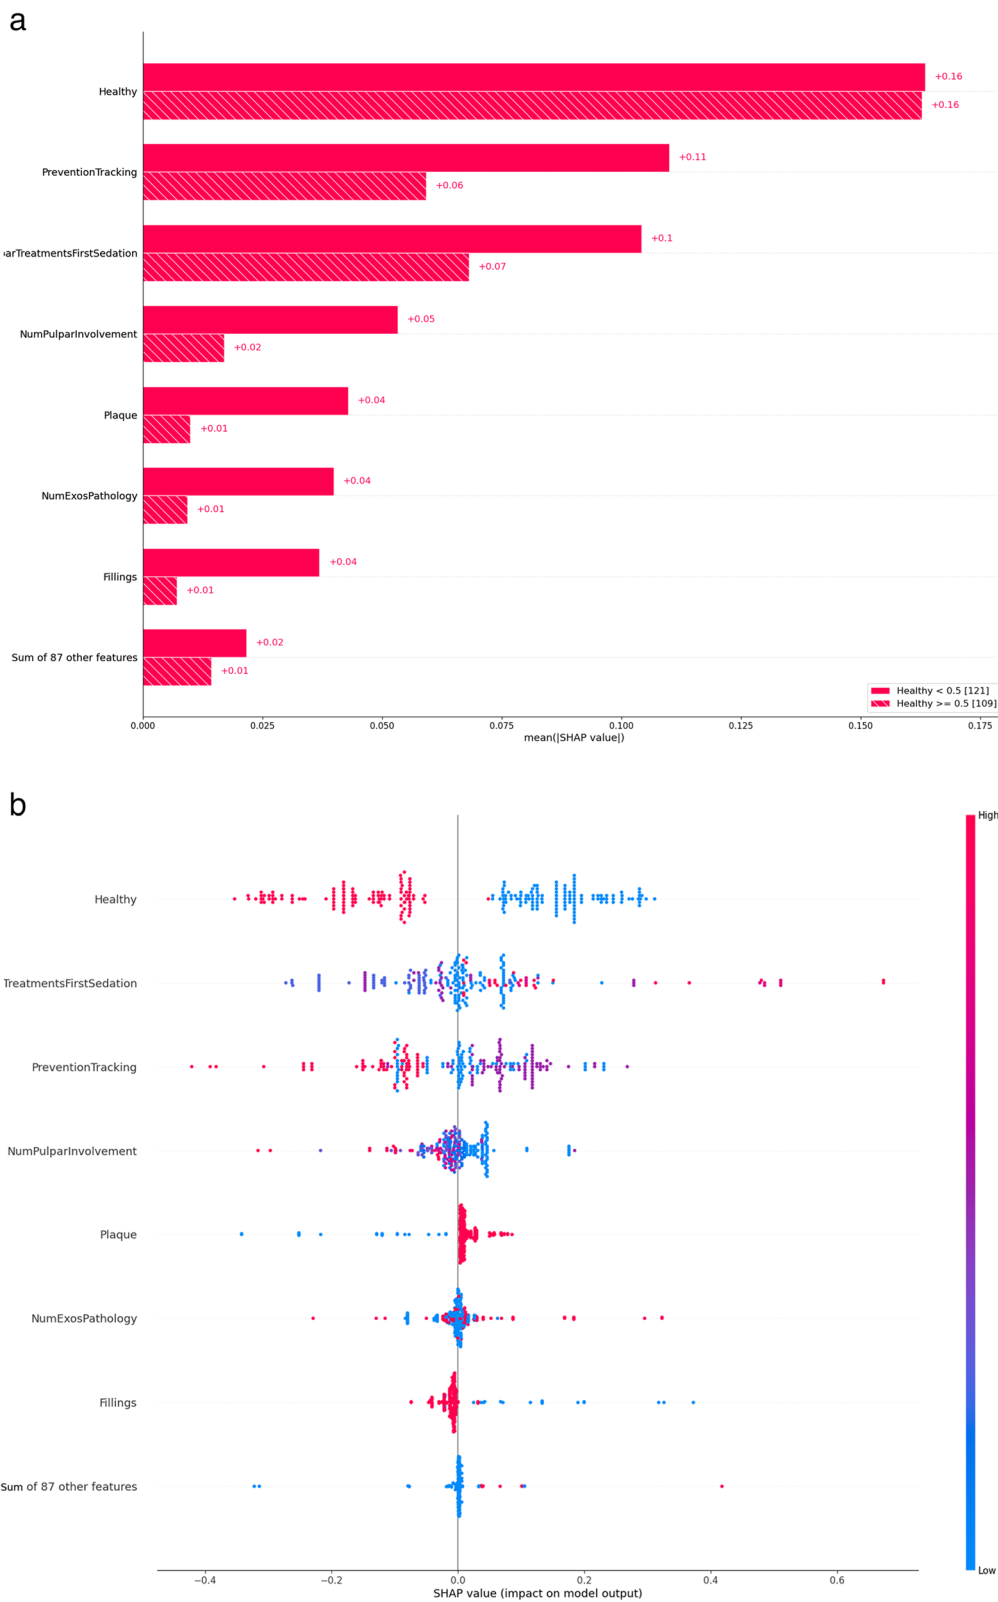 a
Healthy
+0.16
+0.16
PreventionTracking
+0.11
+0.06
arTreatmentsFirstSedation
+0.1
+0.07
NumPulparInvolvement
+0.05
+0.02
Plaque
+0.04
+0.01
NumExosPathology
+0.04
+0.01
Fillings
+0.04
+0.01
Sum of 87 other features
+0.02
+0.01
Healthy < 0.5 [121]
Healthy >= 0.5 [109]
0.000 0.025 0.050 0.075 0.100 0.125 0.150 0.175
mean(|SHAP value|)
b
High
Healthy
TreatmentsFirstSedation
PreventionTracking
NumPulparInvolvement
Plaque
NumExosPathology
Fillings
Sum of 87 other features
Low
−0.4 −0.2 0.0 0.2 0.4 0.6
SHAP value (impact on model output)